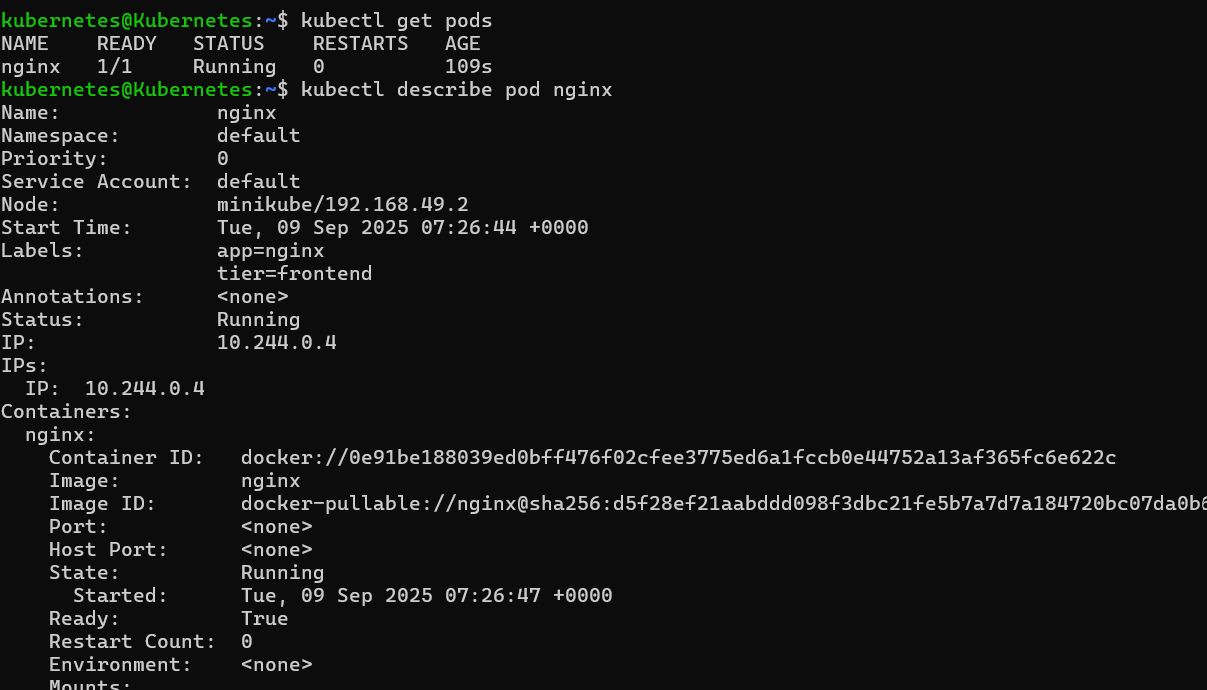 kubernetes@Kubernetes:~$ kubectl get pods
NAME    READY   STATUS    RESTARTS   AGE
nginx   1/1     Running   0          109s
kubernetes@Kubernetes:~$ kubectl describe pod nginx
Name:             nginx
Namespace:        default
Priority:         0
Service Account:  default
Node:             minikube/192.168.49.2
Start Time:       Tue, 09 Sep 2025 07:26:44 +0000
Labels:           app=nginx
                  tier=frontend
Annotations:      <none>
Status:           Running
IP:               10.244.0.4
IPs:
  IP:  10.244.0.4
Containers:
  nginx:
    Container ID:   docker://0e91be188039ed0bff476f02cfee3775ed6a1fccb0e44752a13af365fc6e622c
    Image:          nginx
    Image ID:       docker-pullable://nginx@sha256:d5f28ef21aabddd098f3dbc21fe5b7a7d7a184720bc07da0b6
    Port:           <none>
    Host Port:      <none>
    State:          Running
      Started:      Tue, 09 Sep 2025 07:26:47 +0000
    Ready:          True
    Restart Count:  0
    Environment:    <none>
    Mounts: